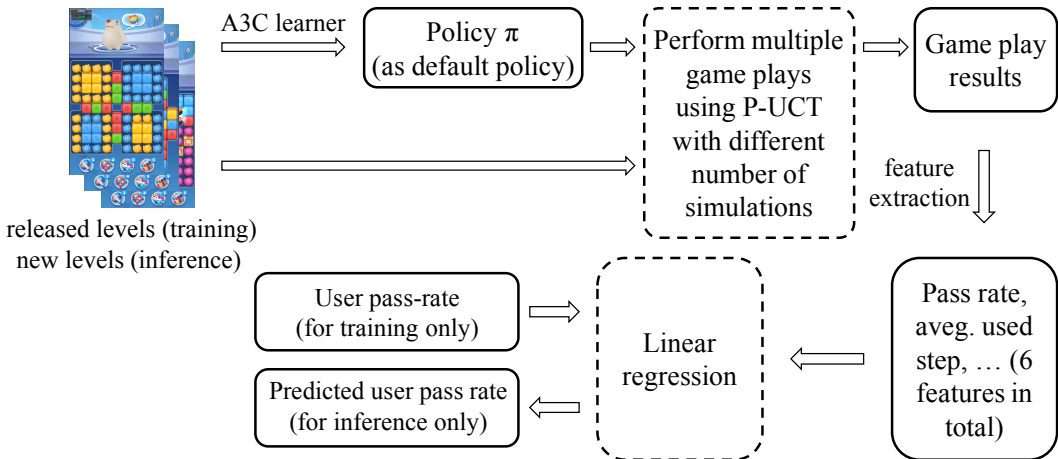 A3C learner
Policy π
(as default policy)
Perform multiple
game plays
using P-UCT
with different
number of
simulations
Game play
results
feature
extraction
released levels (training)
new levels (inference)
User pass-rate
(for training only)
Predicted user pass rate
(for inference only)
Linear
regression
Pass rate,
aveg. used
step, … (6
features in
total)